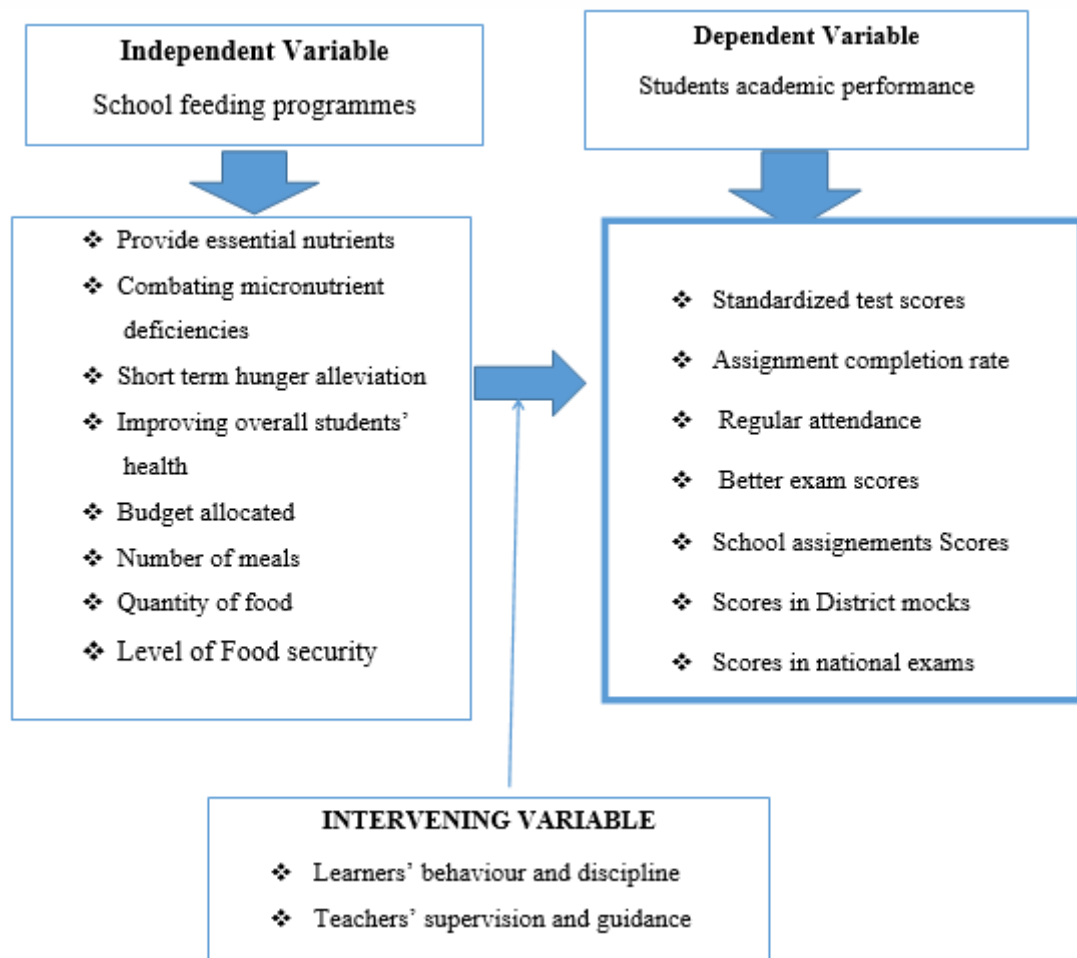 Independent Variable
School feeding programmes
Dependent Variable
Students academic performance
❖ Provide essential nutrients
❖ Combating micronutrient
deficiencies
❖ Short term hunger alleviation
❖ Improving overall students’
health
❖ Budget allocated
❖ Number of meals
❖ Quantity of food
❖ Level of Food security
❖ Standardized test scores
❖ Assignment completion rate
❖ Regular attendance
❖ Better exam scores
❖ School assignements Scores
❖ Scores in District mocks
❖ Scores in national exams
INTERVENING VARIABLE
❖ Learners’ behaviour and discipline
❖ Teachers’ supervision and guidance